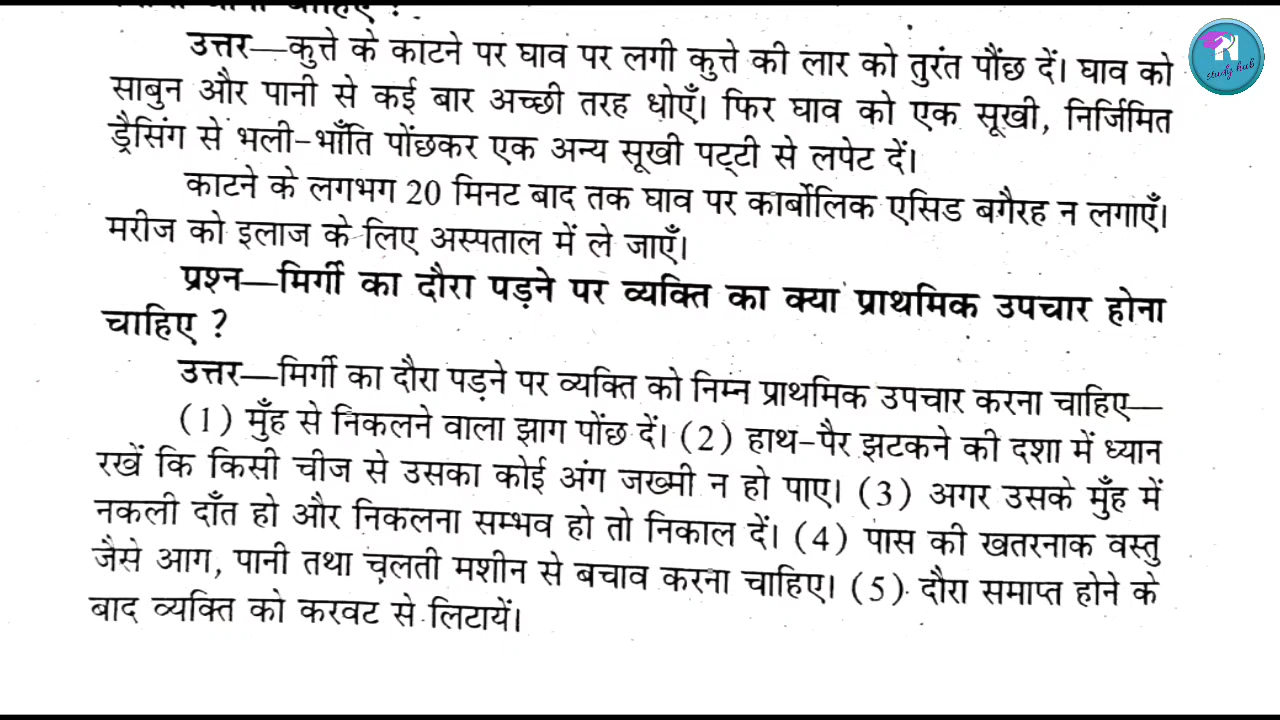 चाहिए ?
उत्तर—कुत्ते के काटने पर घाव पर लगी कुत्ते की लार को तुरंत पौंछ दें। घाव को
साबुन और पानी से कई बार अच्छी तरह धोएँ। फिर घाव को एक सूखी, निर्जिमित
ड्रैसिंग से भली-भाँति पोंछकर एक अन्य सूखी पट्टी से लपेट दें।
काटने के लगभग 20 मिनट बाद तक घाव पर कार्बोलिक एसिड बगैरह न लगाएँ।
मरीज को इलाज के लिए अस्पताल में ले जाएँ।
प्रश्न—मिर्गी का दौरा पड़ने पर व्यक्ति का क्या प्राथमिक उपचार होना
चाहिए ?
उत्तर—मिर्गी का दौरा पड़ने पर व्यक्ति को निम्न प्राथमिक उपचार करना चाहिए—
(1) मुँह से निकलने वाला झाग पोंछ दें। (2) हाथ-पैर झटकने की दशा में ध्यान
रखें कि किसी चीज से उसका कोई अंग जख्मी न हो पाए। (3) अगर उसके मुँह में
नकली दाँत हो और निकलना सम्भव हो तो निकाल दें। (4) पास की खतरनाक वस्तु
जैसे आग, पानी तथा चलती मशीन से बचाव करना चाहिए। (5) दौरा समाप्त होने के
बाद व्यक्ति को करवट से लिटायें।
study hub